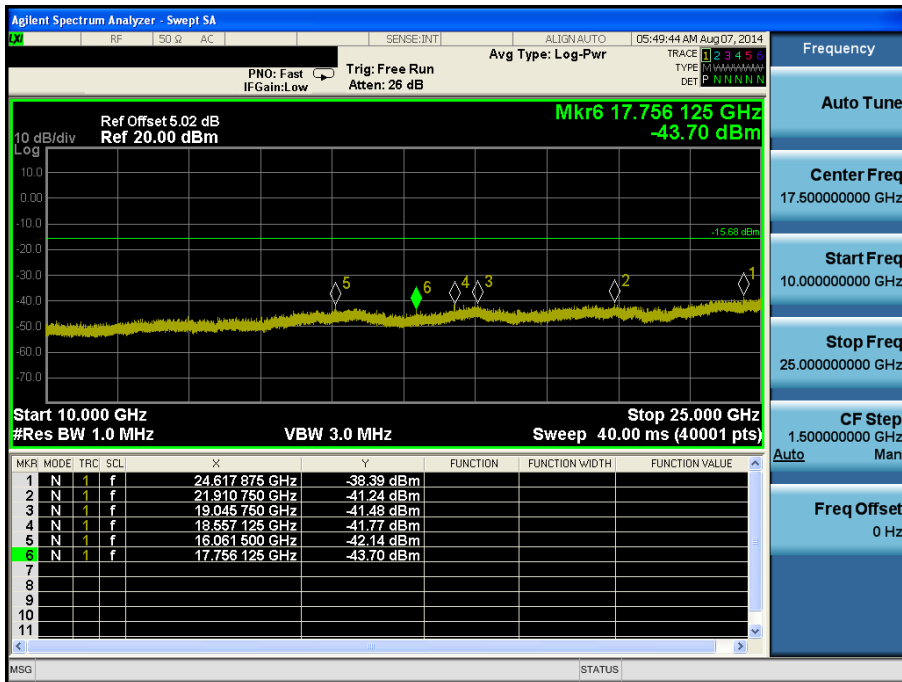 Agilent Spectrum Analyzer - Swept SA
LXI RF 50 Ω AC SENSE:INT ALIGNAUTO 05:49:44 AM Aug 07, 2014
Avg Type: Log-Pwr
TRACE 1 2 3 4 5 6
TYPE M WWWWW
DET P N N N N N
PNO: Fast
IFGain:Low
Trig: Free Run
Atten: 26 dB
Mkr6 17.756 125 GHz
-43.70 dBm
Ref Offset 5.02 dB
Ref 20.00 dBm
10 dB/div
Log
10.0
0.00
-10.0
-15.68 dBm
-20.0
-30.0
-40.0
-50.0
-60.0
-70.0
5 6 4 3 2 1
Start 10.000 GHz Stop 25.000 GHz
#Res BW 1.0 MHz VBW 3.0 MHz Sweep 40.00 ms (40001 pts)
MKR MODE TRC SCL X Y FUNCTION FUNCTION WIDTH FUNCTION VALUE
1 N 1 f 24.617 875 GHz -38.39 dBm
2 N 1 f 21.910 750 GHz -41.24 dBm
3 N 1 f 19.045 750 GHz -41.48 dBm
4 N 1 f 18.557 125 GHz -41.77 dBm
5 N 1 f 16.061 500 GHz -42.14 dBm
6 N 1 f 17.756 125 GHz -43.70 dBm
7
8
9
10
11
MSG STATUS
Frequency
Auto Tune
Center Freq
17.500000000 GHz
Start Freq
10.000000000 GHz
Stop Freq
25.000000000 GHz
CF Step
1.500000000 GHz
Auto Man
Freq Offset
0 Hz